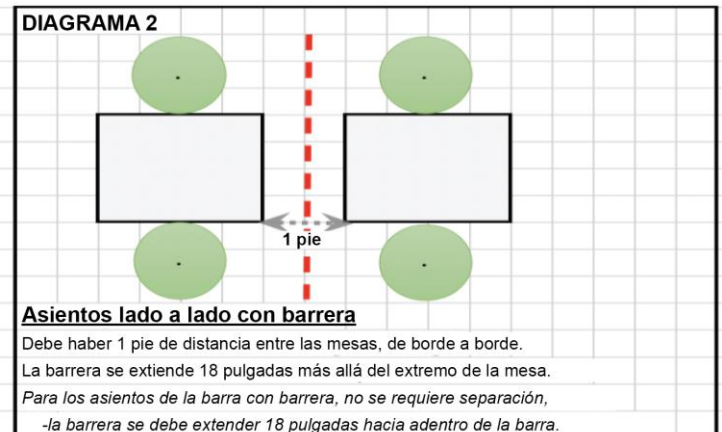 DIAGRAMA 2
1 pie
Asientos lado a lado con barrera
Debe haber 1 pie de distancia entre las mesas, de borde a borde.
La barrera se extiende 18 pulgadas más allá del extremo de la mesa.
Para los asientos de la barra con barrera, no se requiere separación,
-la barrera se debe extender 18 pulgadas hacia adentro de la barra.